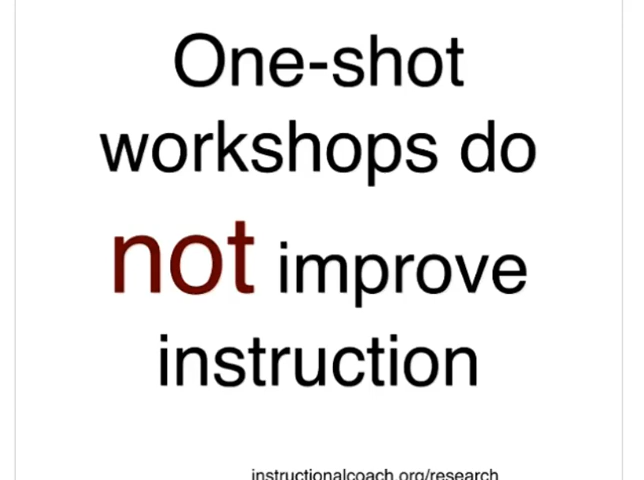 One-shot
workshops do
not improve
instruction
instructionalcoach.org/research